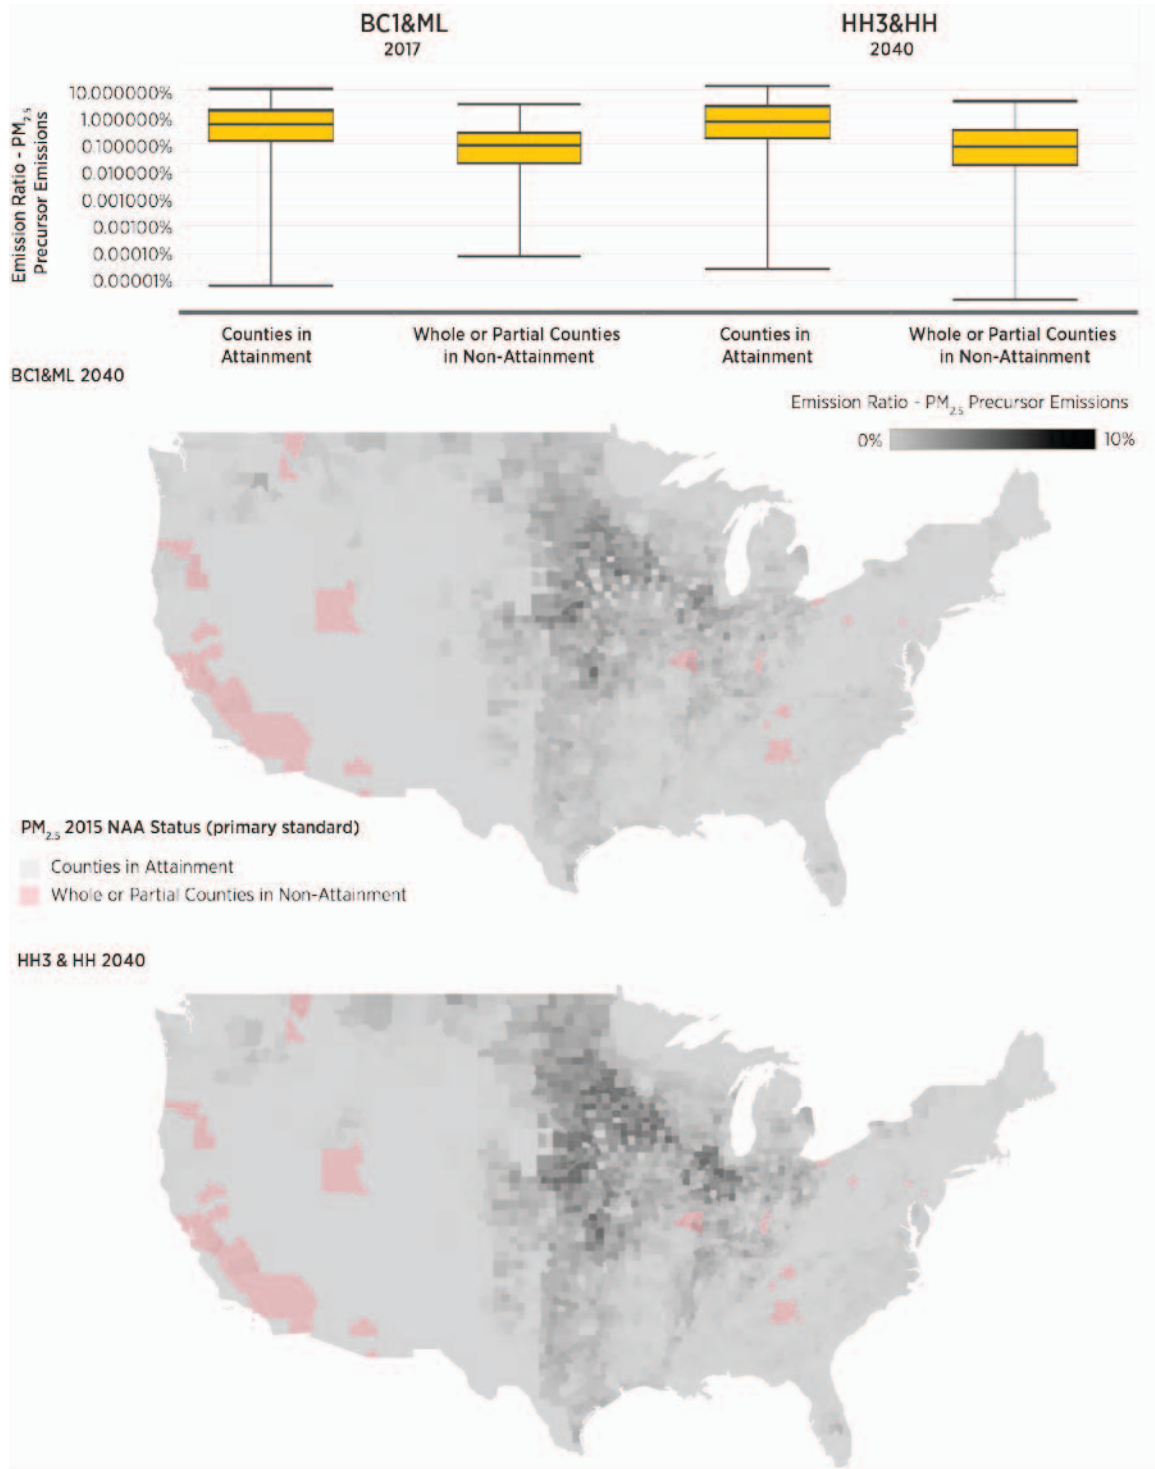 BC1&ML
2017
HH3&HH
2040
Emission Ratio - PM2.5
Precursor Emissions
10.000000%
1.000000%
0.100000%
0.010000%
0.001000%
0.00100%
0.00010%
0.00001%
Counties in
Attainment
Whole or Partial Counties
in Non-Attainment
Counties in
Attainment
Whole or Partial Counties
in Non-Attainment
BC1&ML 2040
Emission Ratio - PM2.5 Precursor Emissions
0%
10%
PM2.5 2015 NAA Status (primary standard)
Counties in Attainment
Whole or Partial Counties in Non-Attainment
HH3 & HH 2040